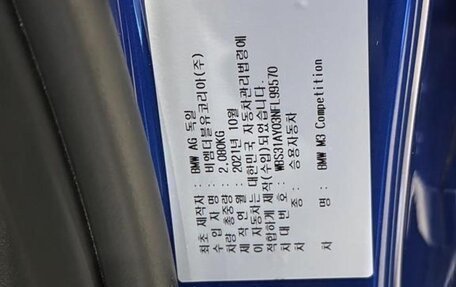 최초 제작자 : BMW AG 독일
수 입 자 명 : 비엠더블유코리아(주)
차량 총중량 : 2,080KG
제 작 연 월 : 2021년 10월
이 자동차는 대한민국 자동차관리법령에
적합하게 제작(수입)되었습니다.
차 대 번 호 : WBS31AY03NFL99570
차 종 : 승용자동차
차 명 : BMW M3 Competition